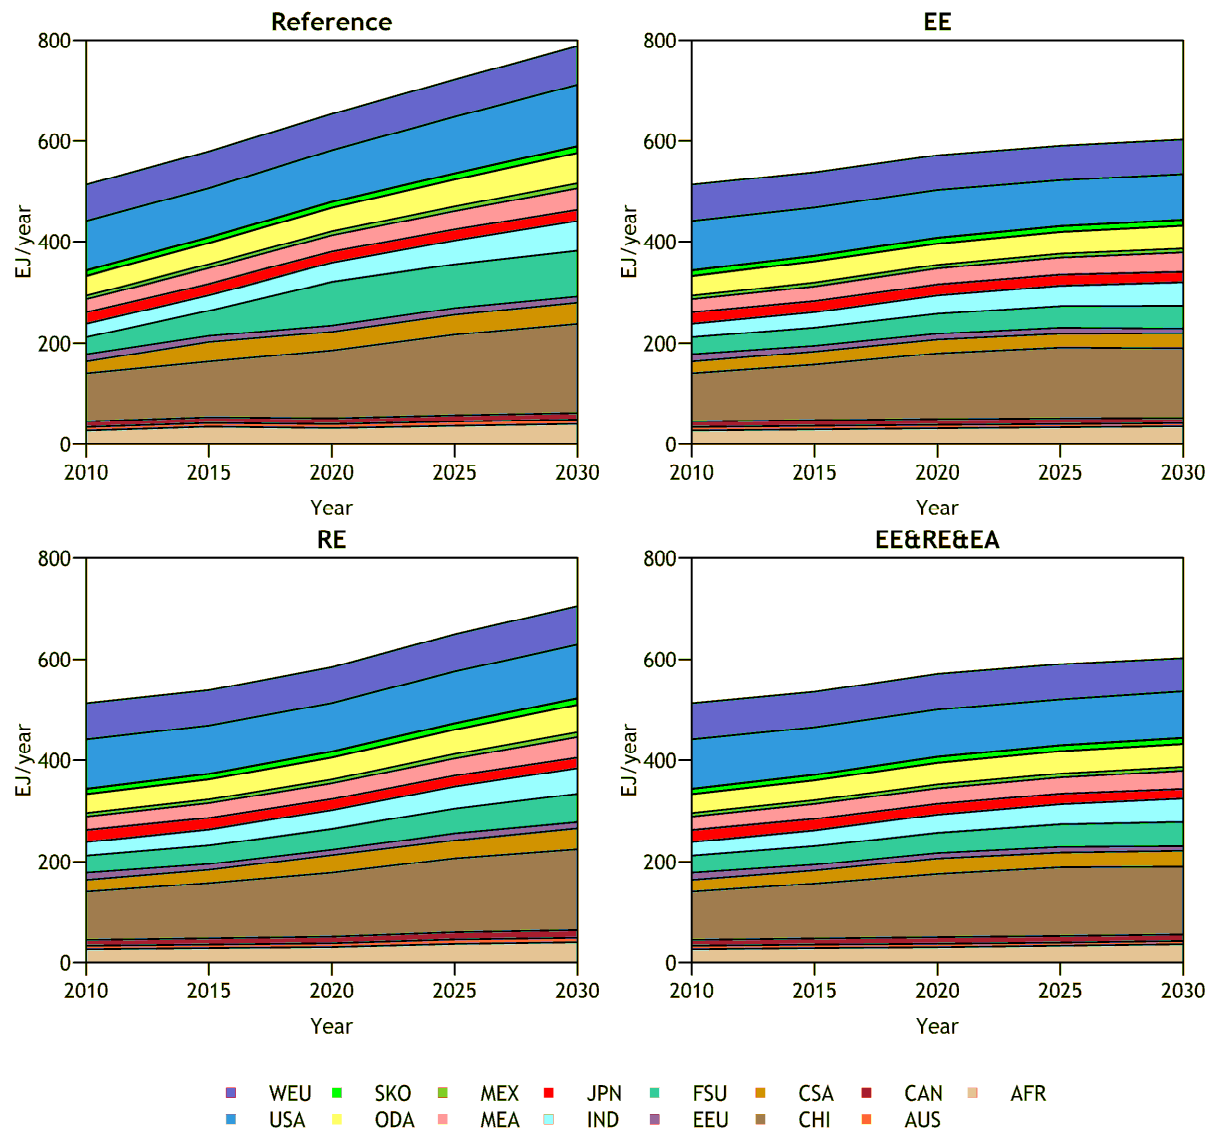 Reference
EE
800
600
400
200
0
EJ/year
2010 2015 2020 2025 2030
Year
800
600
400
200
0
EJ/year
2010 2015 2020 2025 2030
Year
RE
EE&RE&EA
800
600
400
200
0
EJ/year
2010 2015 2020 2025 2030
Year
800
600
400
200
0
EJ/year
2010 2015 2020 2025 2030
Year
WEU SKO MEX JPN FSU CSA CAN AFR
USA ODA MEA IND EEU CHI AUS